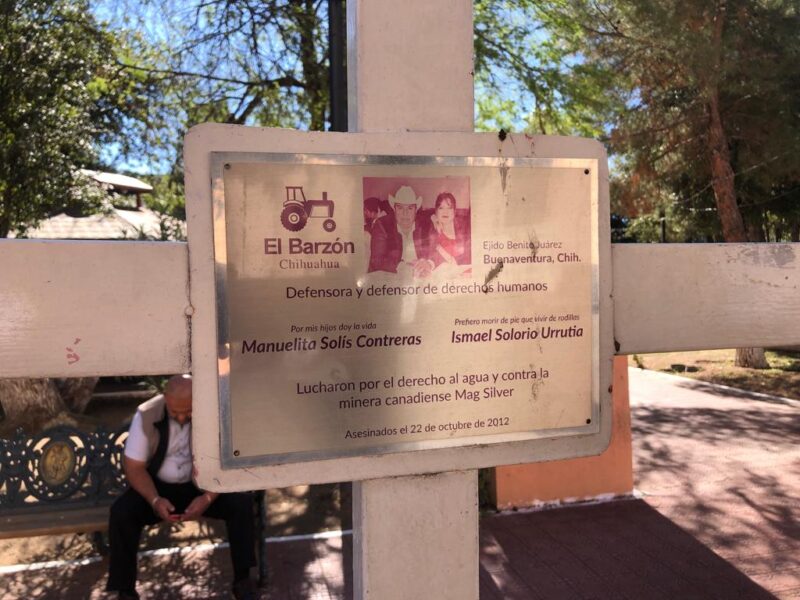 El Barzón
Chihuahua
Ejido Benito Juárez
Buenaventura, Chih.
Defensora y defensor de derechos humanos
Por mis hijos doy la vida
Manuelita Solís Contreras
Prefiero morir de pie que vivir de rodillas
Ismael Solorio Urrutia
Lucharon por el derecho al agua y contra la
minera canadiense Mag Silver
Asesinados el 22 de octubre de 2012